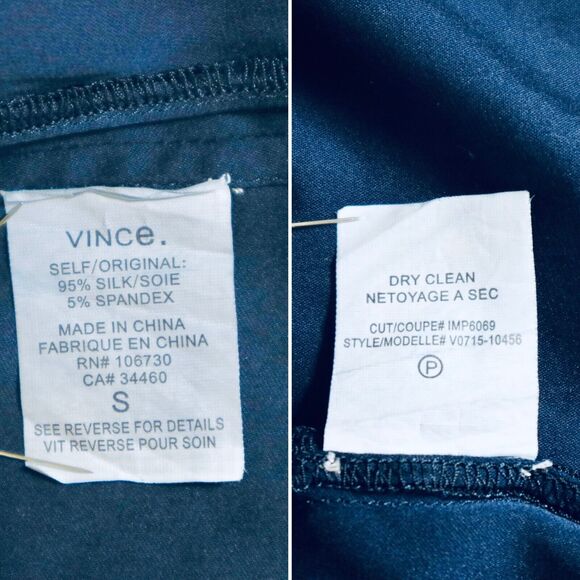 VINCe.
SELF/ORIGINAL:
95% SILK/SOIE
5% SPANDEX
MADE IN CHINA
FABRIQUE EN CHINA
RN# 106730
CA# 34460
S
SEE REVERSE FOR DETAILS
VIT REVERSE POUR SOIN
DRY CLEAN
NETOYAGE A SEC
CUT/COUPE# IMP6069
STYLE/MODELLE# V0715-10456
P